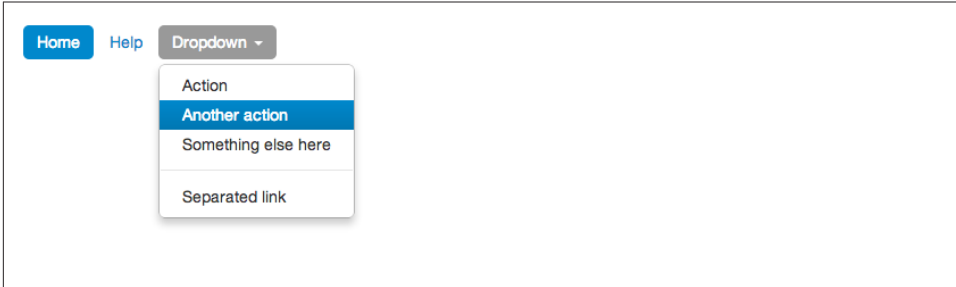 Home Help Dropdown
Action
Another action
Something else here
Separated link